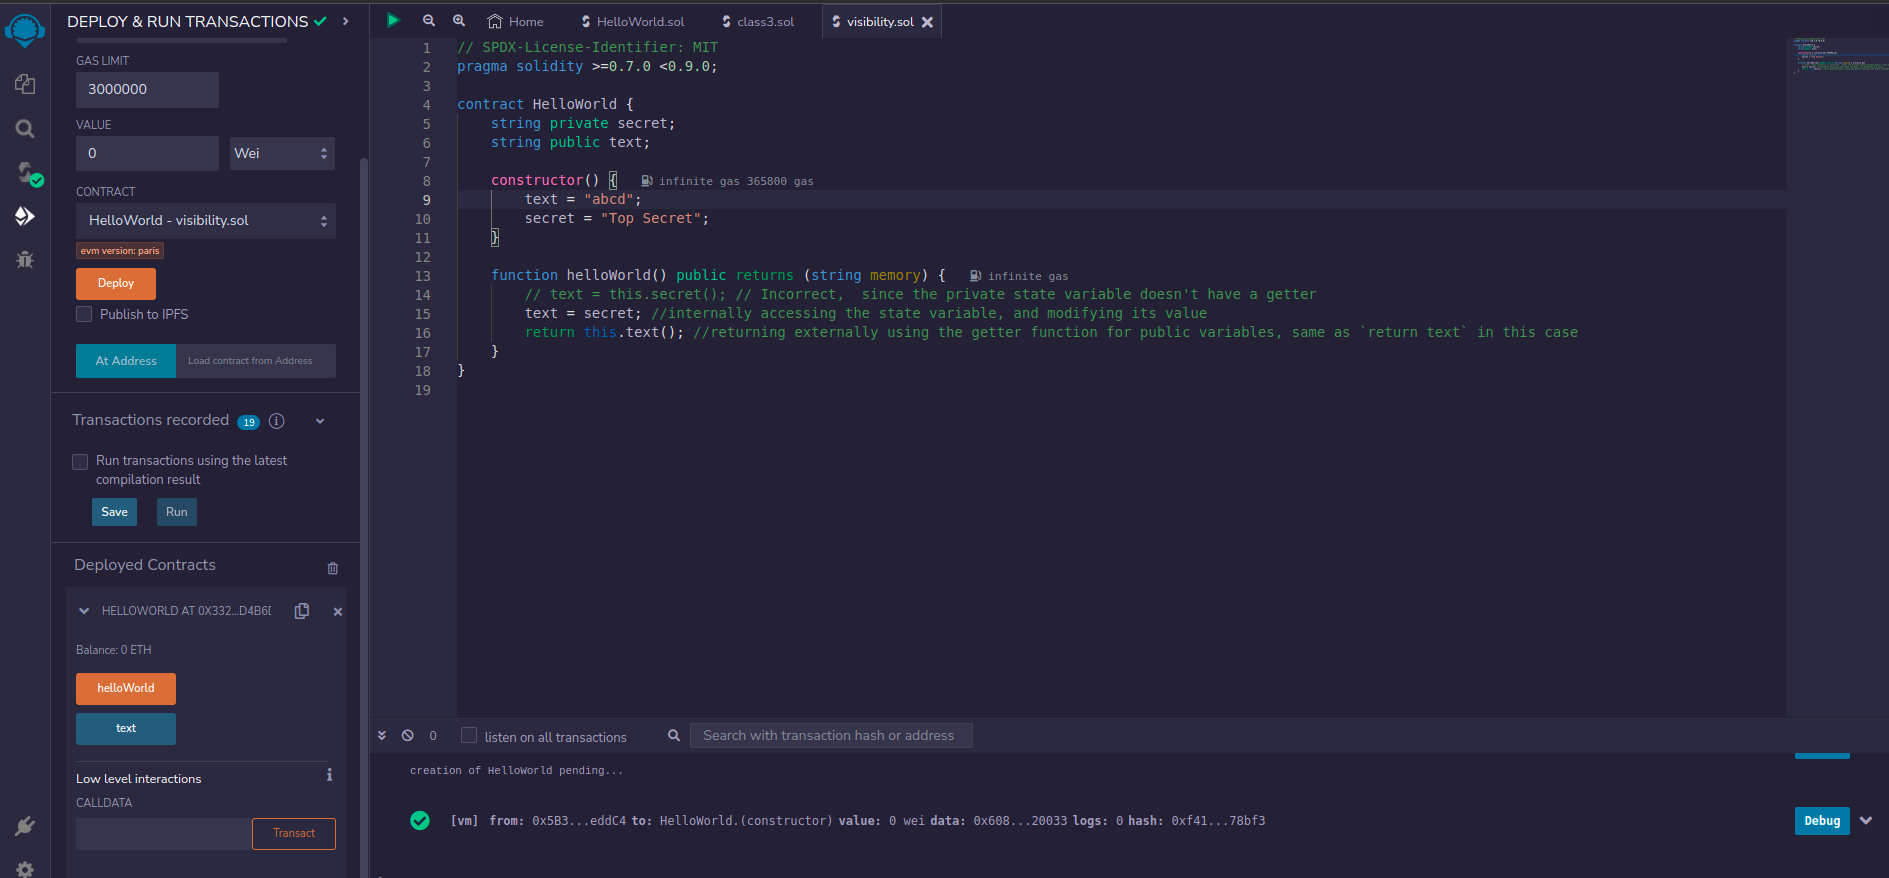 DEPLOY & RUN TRANSACTIONS
GAS LIMIT
3000000
VALUE
0
Wei
CONTRACT
HelloWorld - visibility.sol
evm version: paris
Deploy
Publish to IPFS
At Address
Load contract from Address
Transactions recorded 19
Run transactions using the latest
compilation result
Save
Run
Deployed Contracts
HELLOWORLD AT 0X332...D4B6
Balance: 0 ETH
helloWorld
text
Low level interactions
CALLDATA
Transact
Home
HelloWorld.sol
class3.sol
visibility.sol
1 // SPDX-License-Identifier: MIT
2 pragma solidity >=0.7.0 <0.9.0;
3
4 contract HelloWorld {
5 string private secret;
6 string public text;
7
8 constructor() { infinite gas 365800 gas
9 text = "abcd";
10 secret = "Top Secret";
11 }
12
13 function helloWorld() public returns (string memory) { infinite gas
14 // text = this.secret(); // Incorrect,  since the private state variable doesn't have a getter
15 text = secret; //internally accessing the state variable, and modifying its value
16 return this.text(); //returning externally using the getter function for public variables, same as `return text` in this case
17 }
18 }
19
0
listen on all transactions
Search with transaction hash or address
creation of HelloWorld pending...
[vm] from: 0x5B3...eddC4 to: HelloWorld.(constructor) value: 0 wei data: 0x608...20033 logs: 0 hash: 0xf41...78bf3
Debug